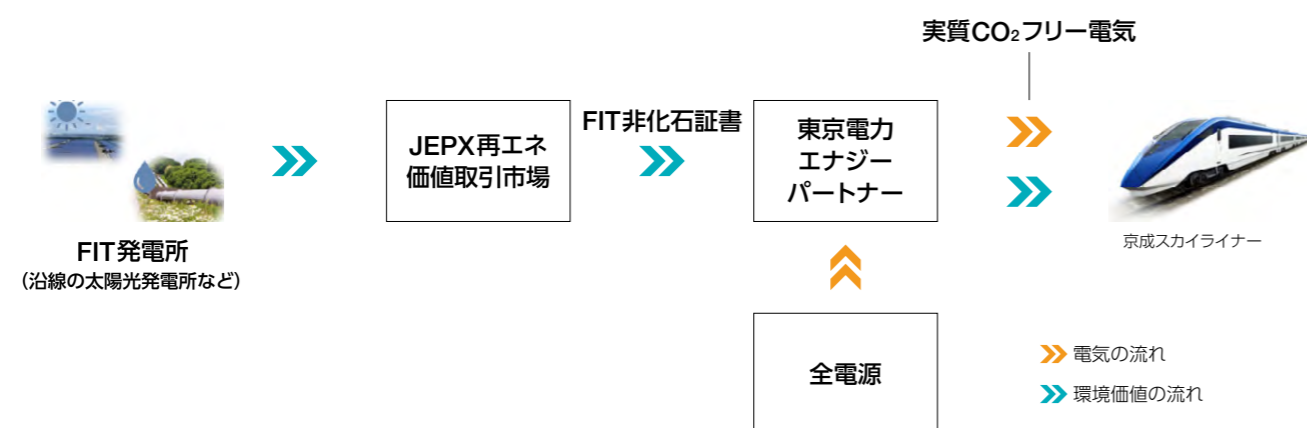 実質CO₂フリー電気
FIT発電所
(沿線の太陽光発電所など)
JEPX再エネ
価値取引市場
FIT非化石証書
東京電力
エナジー
パートナー
京成スカイライナー
全電源
電気の流れ
環境価値の流れ